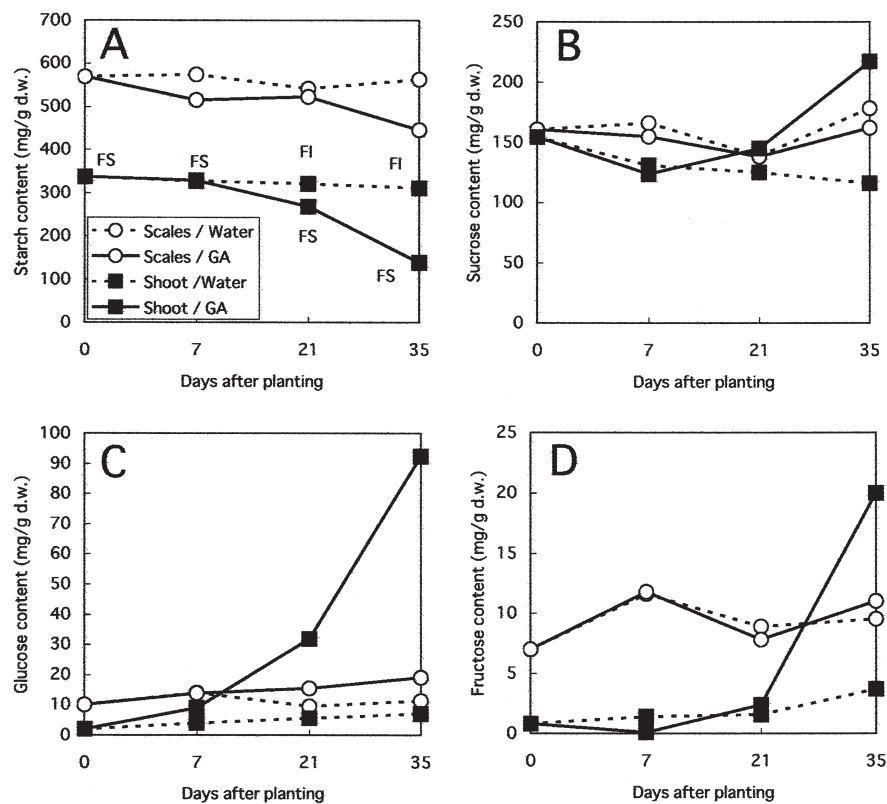 A
700
600
500
400
300
200
100
0
Starch content (mg/g d.w.)
FS
FS
FI
FI
FS
FS
Scales / Water
Scales / GA
Shoot /Water
Shoot / GA
0 7 21 35
Days after planting
B
250
200
150
100
50
0
Sucrose content (mg/g d.w.)
0 7 21 35
Days after planting
C
100
90
80
70
60
50
40
30
20
10
0
Glucose content (mg/g d.w.)
0 7 21 35
Days after planting
D
25
20
15
10
5
0
Fructose content (mg/g d.w.)
0 7 21 35
Days after planting